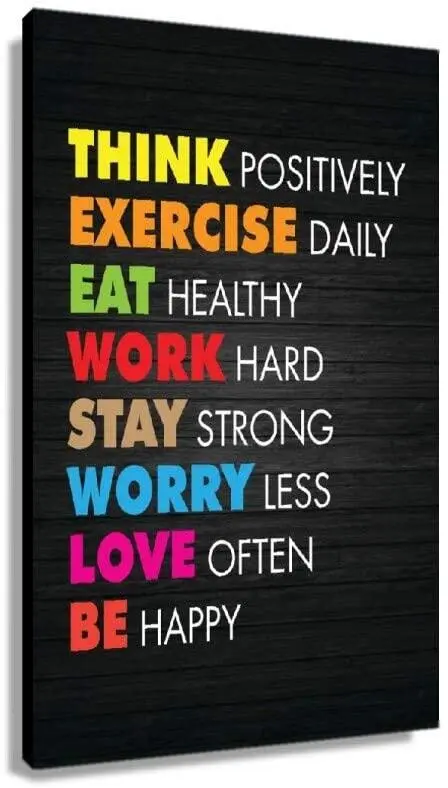 THINK POSITIVELY
EXERCISE DAILY
EAT HEALTHY
WORK HARD
STAY STRONG
WORRY LESS
LOVE OFTEN
BE HAPPY